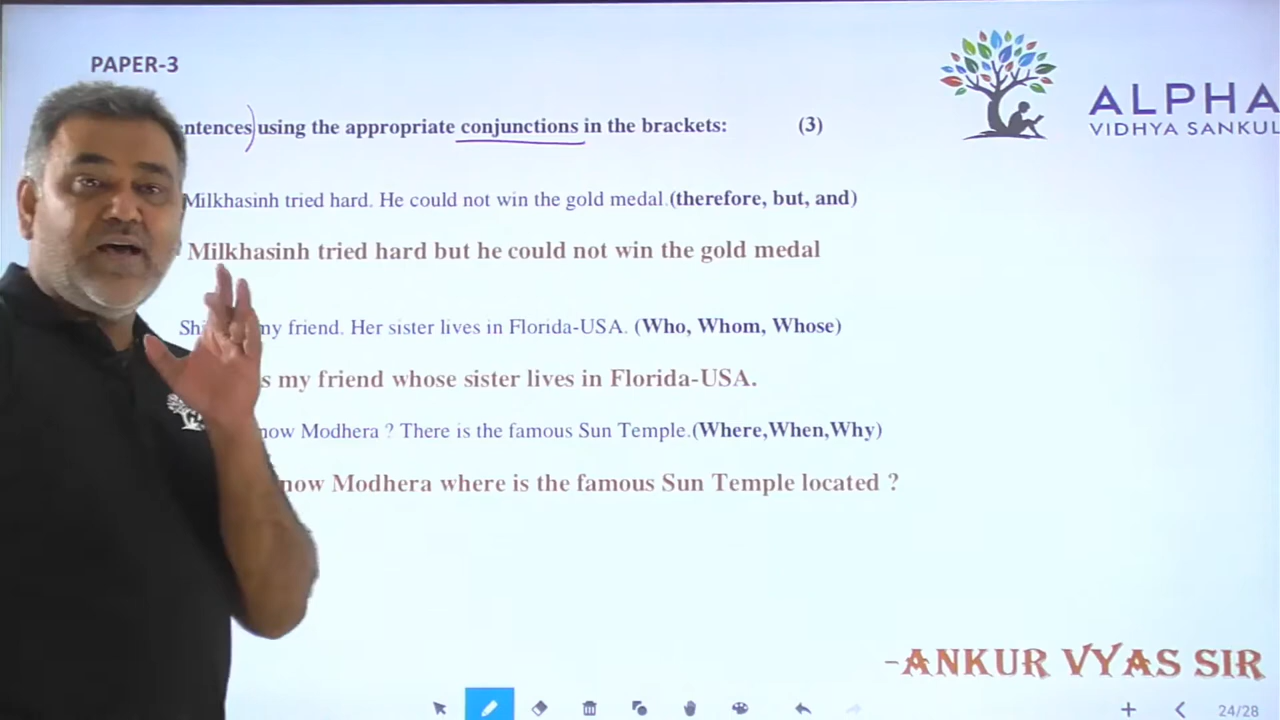 PAPER-3
ALPHA
VIDHYA SANKUL
using the appropriate conjunctions in the brackets: (3)
Milkhasinh tried hard. He could not win the gold medal.(therefore, but, and)
Milkhasinh tried hard but he could not win the gold medal
my friend. Her sister lives in Florida-USA. (Who, Whom, Whose)
my friend whose sister lives in Florida-USA.
Modhera ? There is the famous Sun Temple.(Where,When,Why)
Modhera where is the famous Sun Temple located ?
-ANKUR VYAS SIR
24/28